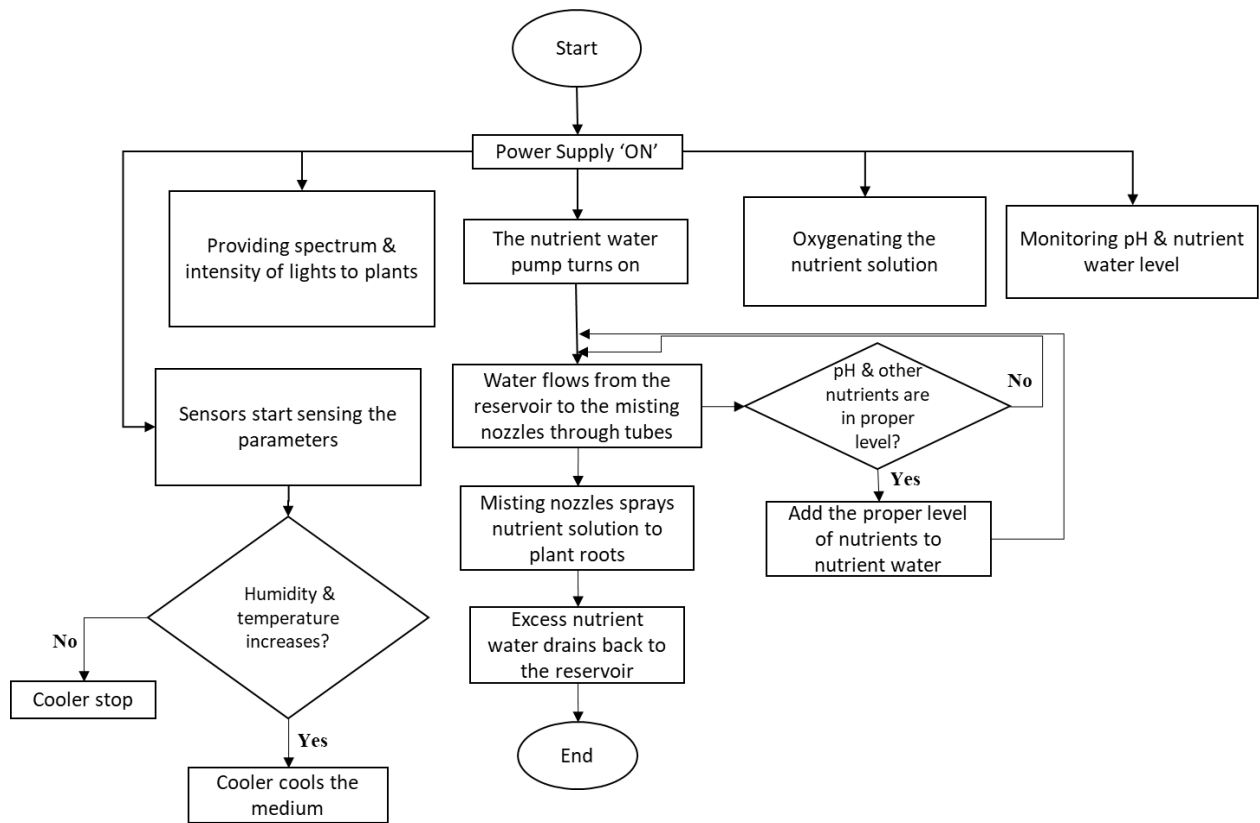 Start
Power Supply ‘ON’
Providing spectrum &
intensity of lights to plants
The nutrient water
pump turns on
Oxygenating the
nutrient solution
Monitoring pH & nutrient
water level
Sensors start sensing the
parameters
Water flows from the
reservoir to the misting
nozzles through tubes
pH & other
nutrients are
in proper
level?
No
Yes
Add the proper level
of nutrients to
nutrient water
Misting nozzles sprays
nutrient solution to
plant roots
Humidity &
temperature
increases?
No
Cooler stop
Yes
Cooler cools the
medium
Excess nutrient
water drains back to
the reservoir
End